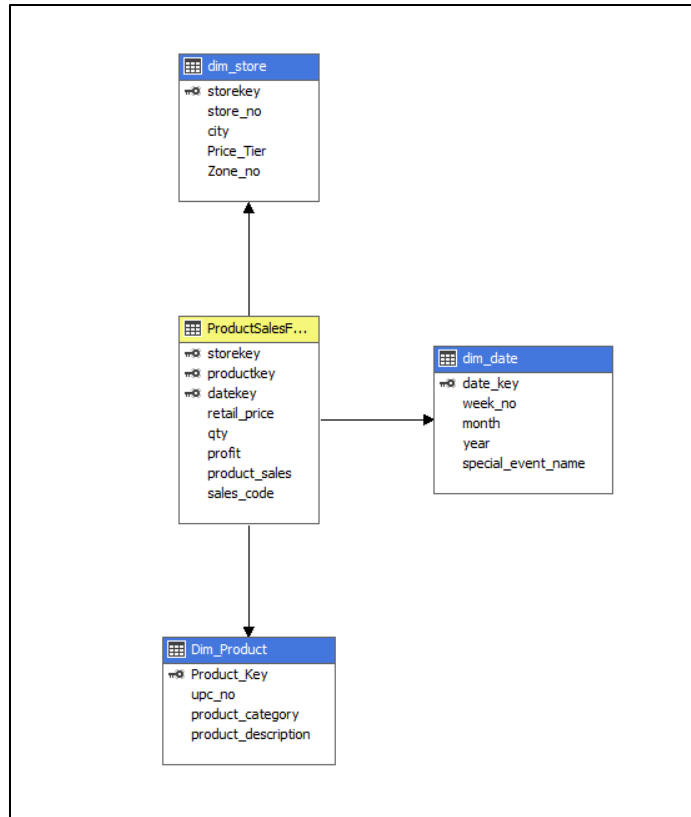 dim_store
storekey
store_no
city
Price_Tier
Zone_no
ProductSalesF...
storekey
productkey
datekey
retail_price
qty
profit
product_sales
sales_code
dim_date
date_key
week_no
month
year
special_event_name
Dim_Product
Product_Key
upc_no
product_category
product_description